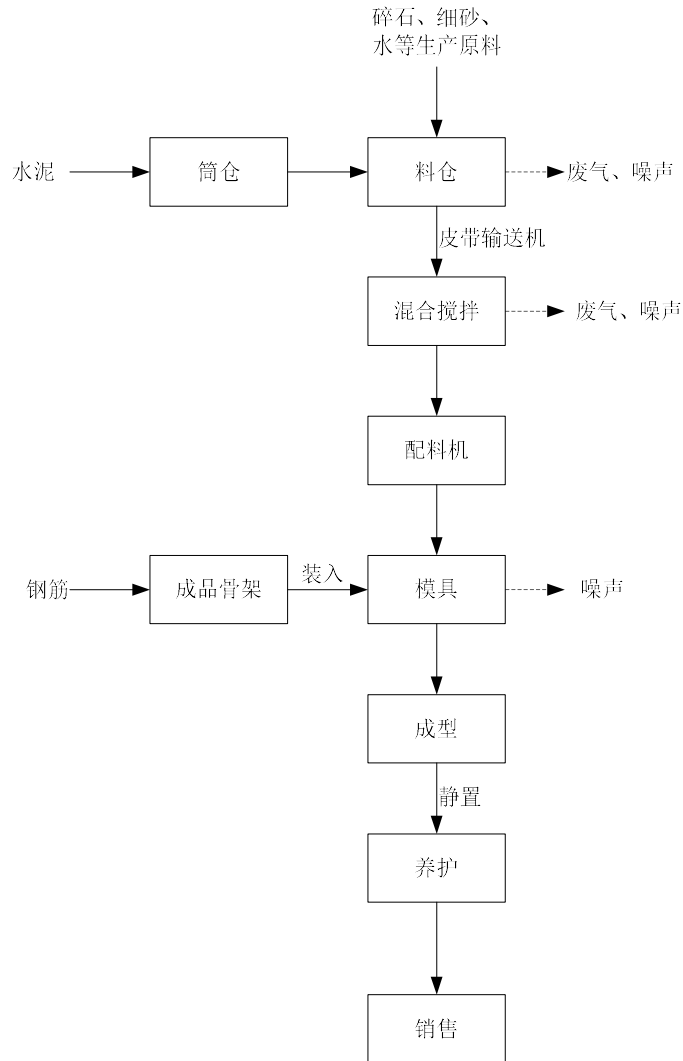 碎石、细砂、
水等生产原料
水泥
筒仓
料仓
废气、噪声
皮带输送机
混合搅拌
废气、噪声
配料机
钢筋
成品骨架
装入
模具
噪声
成型
静置
养护
销售